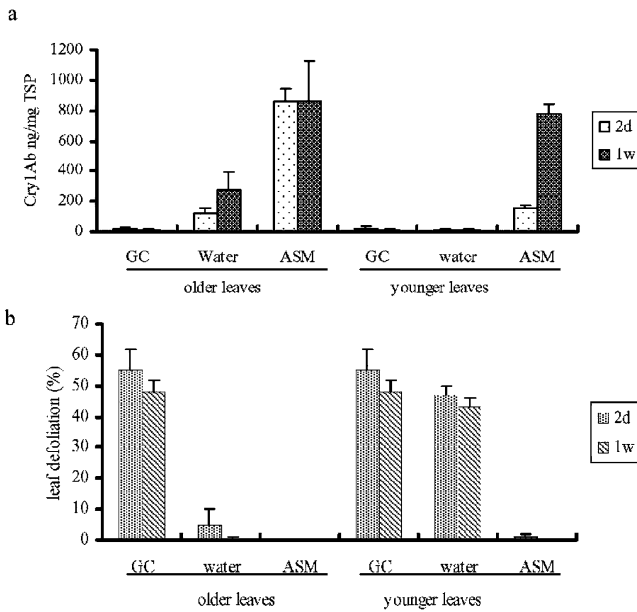 a
Cry1Ab ng/mg TSP
1200
1000
800
600
400
200
0
GC Water ASM GC water ASM
older leaves younger leaves
2d
1w
b
leaf defoliation (%)
70
60
50
40
30
20
10
0
GC water ASM GC water ASM
older leaves younger leaves
2d
1w